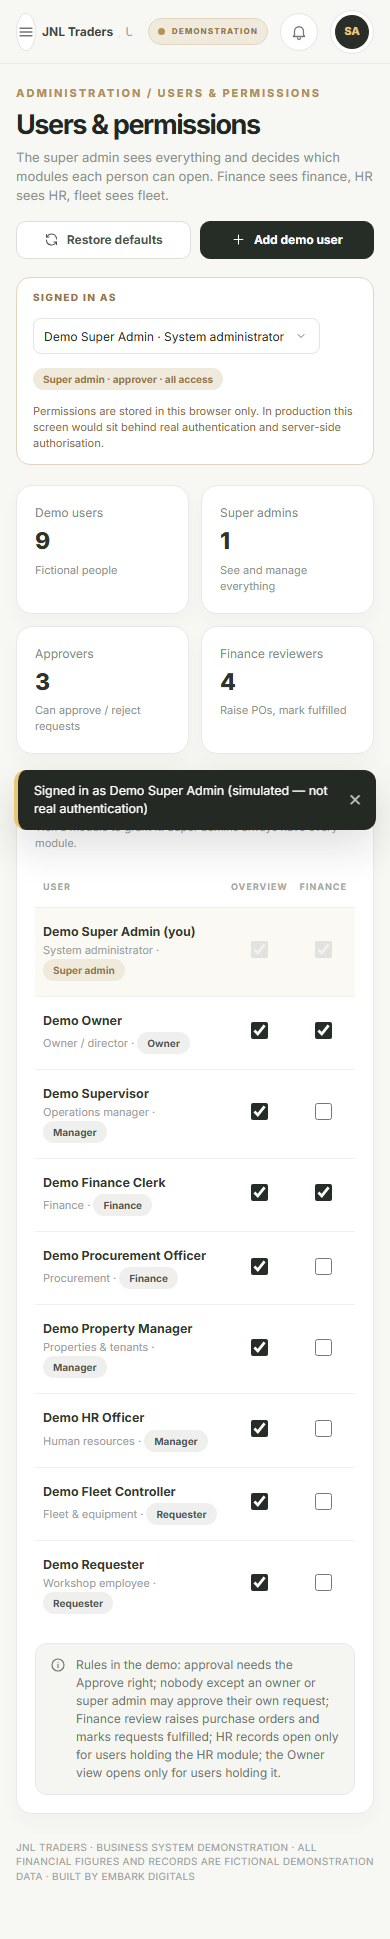 JNL Traders
DEMONSTRATION
SA
ADMINISTRATION / USERS & PERMISSIONS
Users & permissions
The super admin sees everything and decides which
modules each person can open. Finance sees finance, HR
sees HR, fleet sees fleet.
Restore defaults
Add demo user
SIGNED IN AS
Demo Super Admin · System administrator
Super admin · approver · all access
Permissions are stored in this browser only. In production this
screen would sit behind real authentication and server-side
authorisation.
Demo users
9
Fictional people
Super admins
1
See and manage
everything
Approvers
3
Can approve / reject
requests
Finance reviewers
4
Raise POs, mark fulfilled
Signed in as Demo Super Admin (simulated — not
real authentication)
module.
USER OVERVIEW FINANCE
Demo Super Admin (you)
System administrator ·
Super admin
Demo Owner
Owner / director · Owner
Demo Supervisor
Operations manager ·
Manager
Demo Finance Clerk
Finance · Finance
Demo Procurement Officer
Procurement · Finance
Demo Property Manager
Properties & tenants ·
Manager
Demo HR Officer
Human resources · Manager
Demo Fleet Controller
Fleet & equipment · Requester
Demo Requester
Workshop employee ·
Requester
Rules in the demo: approval needs the
Approve right; nobody except an owner or
super admin may approve their own request;
Finance review raises purchase orders and
marks requests fulfilled; HR records open only
for users holding the HR module; the Owner
view opens only for users holding it.
JNL TRADERS · BUSINESS SYSTEM DEMONSTRATION · ALL
FINANCIAL FIGURES AND RECORDS ARE FICTIONAL DEMONSTRATION
DATA · BUILT BY EMBARK DIGITALS